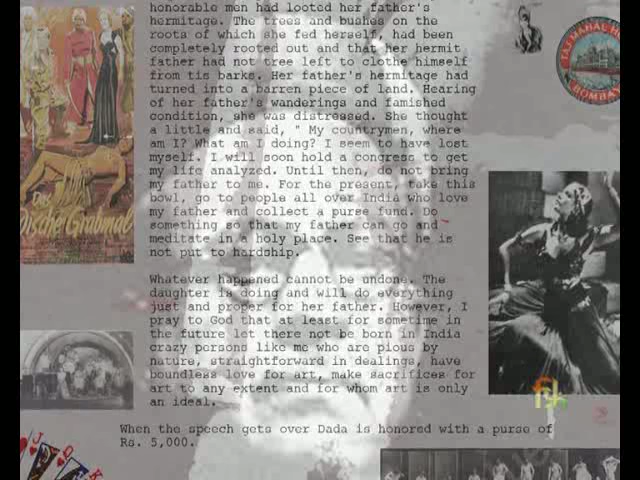 honorable men had looted her father's
hermitage. The trees and bushes on the
roots of which she fed herself, had been
completely rooted out and that her hermit
father had not tree left to clothe himself
from tis barks. Her father's hermitage had
turned into a barren piece of land. Hearing
of her father's wanderings and famished
condition, she was distressed. She thought
a little and said, " My countrymen, where
am I? What am I doing? I seem to have lost
myself. I will soon hold a congress to get
my life analyzed. Until then, do not bring
my father to me. For the present, take this
bowl, go to people all over India who love
my father and collect a purse fund. Do
something so that my father can go and
meditate in a holy place. See that he is
not put to hardship.
Whatever happened cannot be undone. The
daughter is doing and will do everything
just and proper for her father. However, I
pray to God that at least for sometime in
the future let there not be born in India
crazy persons like me who are pious by
nature, straightforward in dealings, have
boundless love for art, make sacrifices for
art to any extent and for whom art is only
an ideal.
When the speech gets over Dada is honored with a purse of
Rs. 5,000.
Das
Jndische Grabmal
TAJ MAHAL HOTEL
BOMBAY
J
Q
K